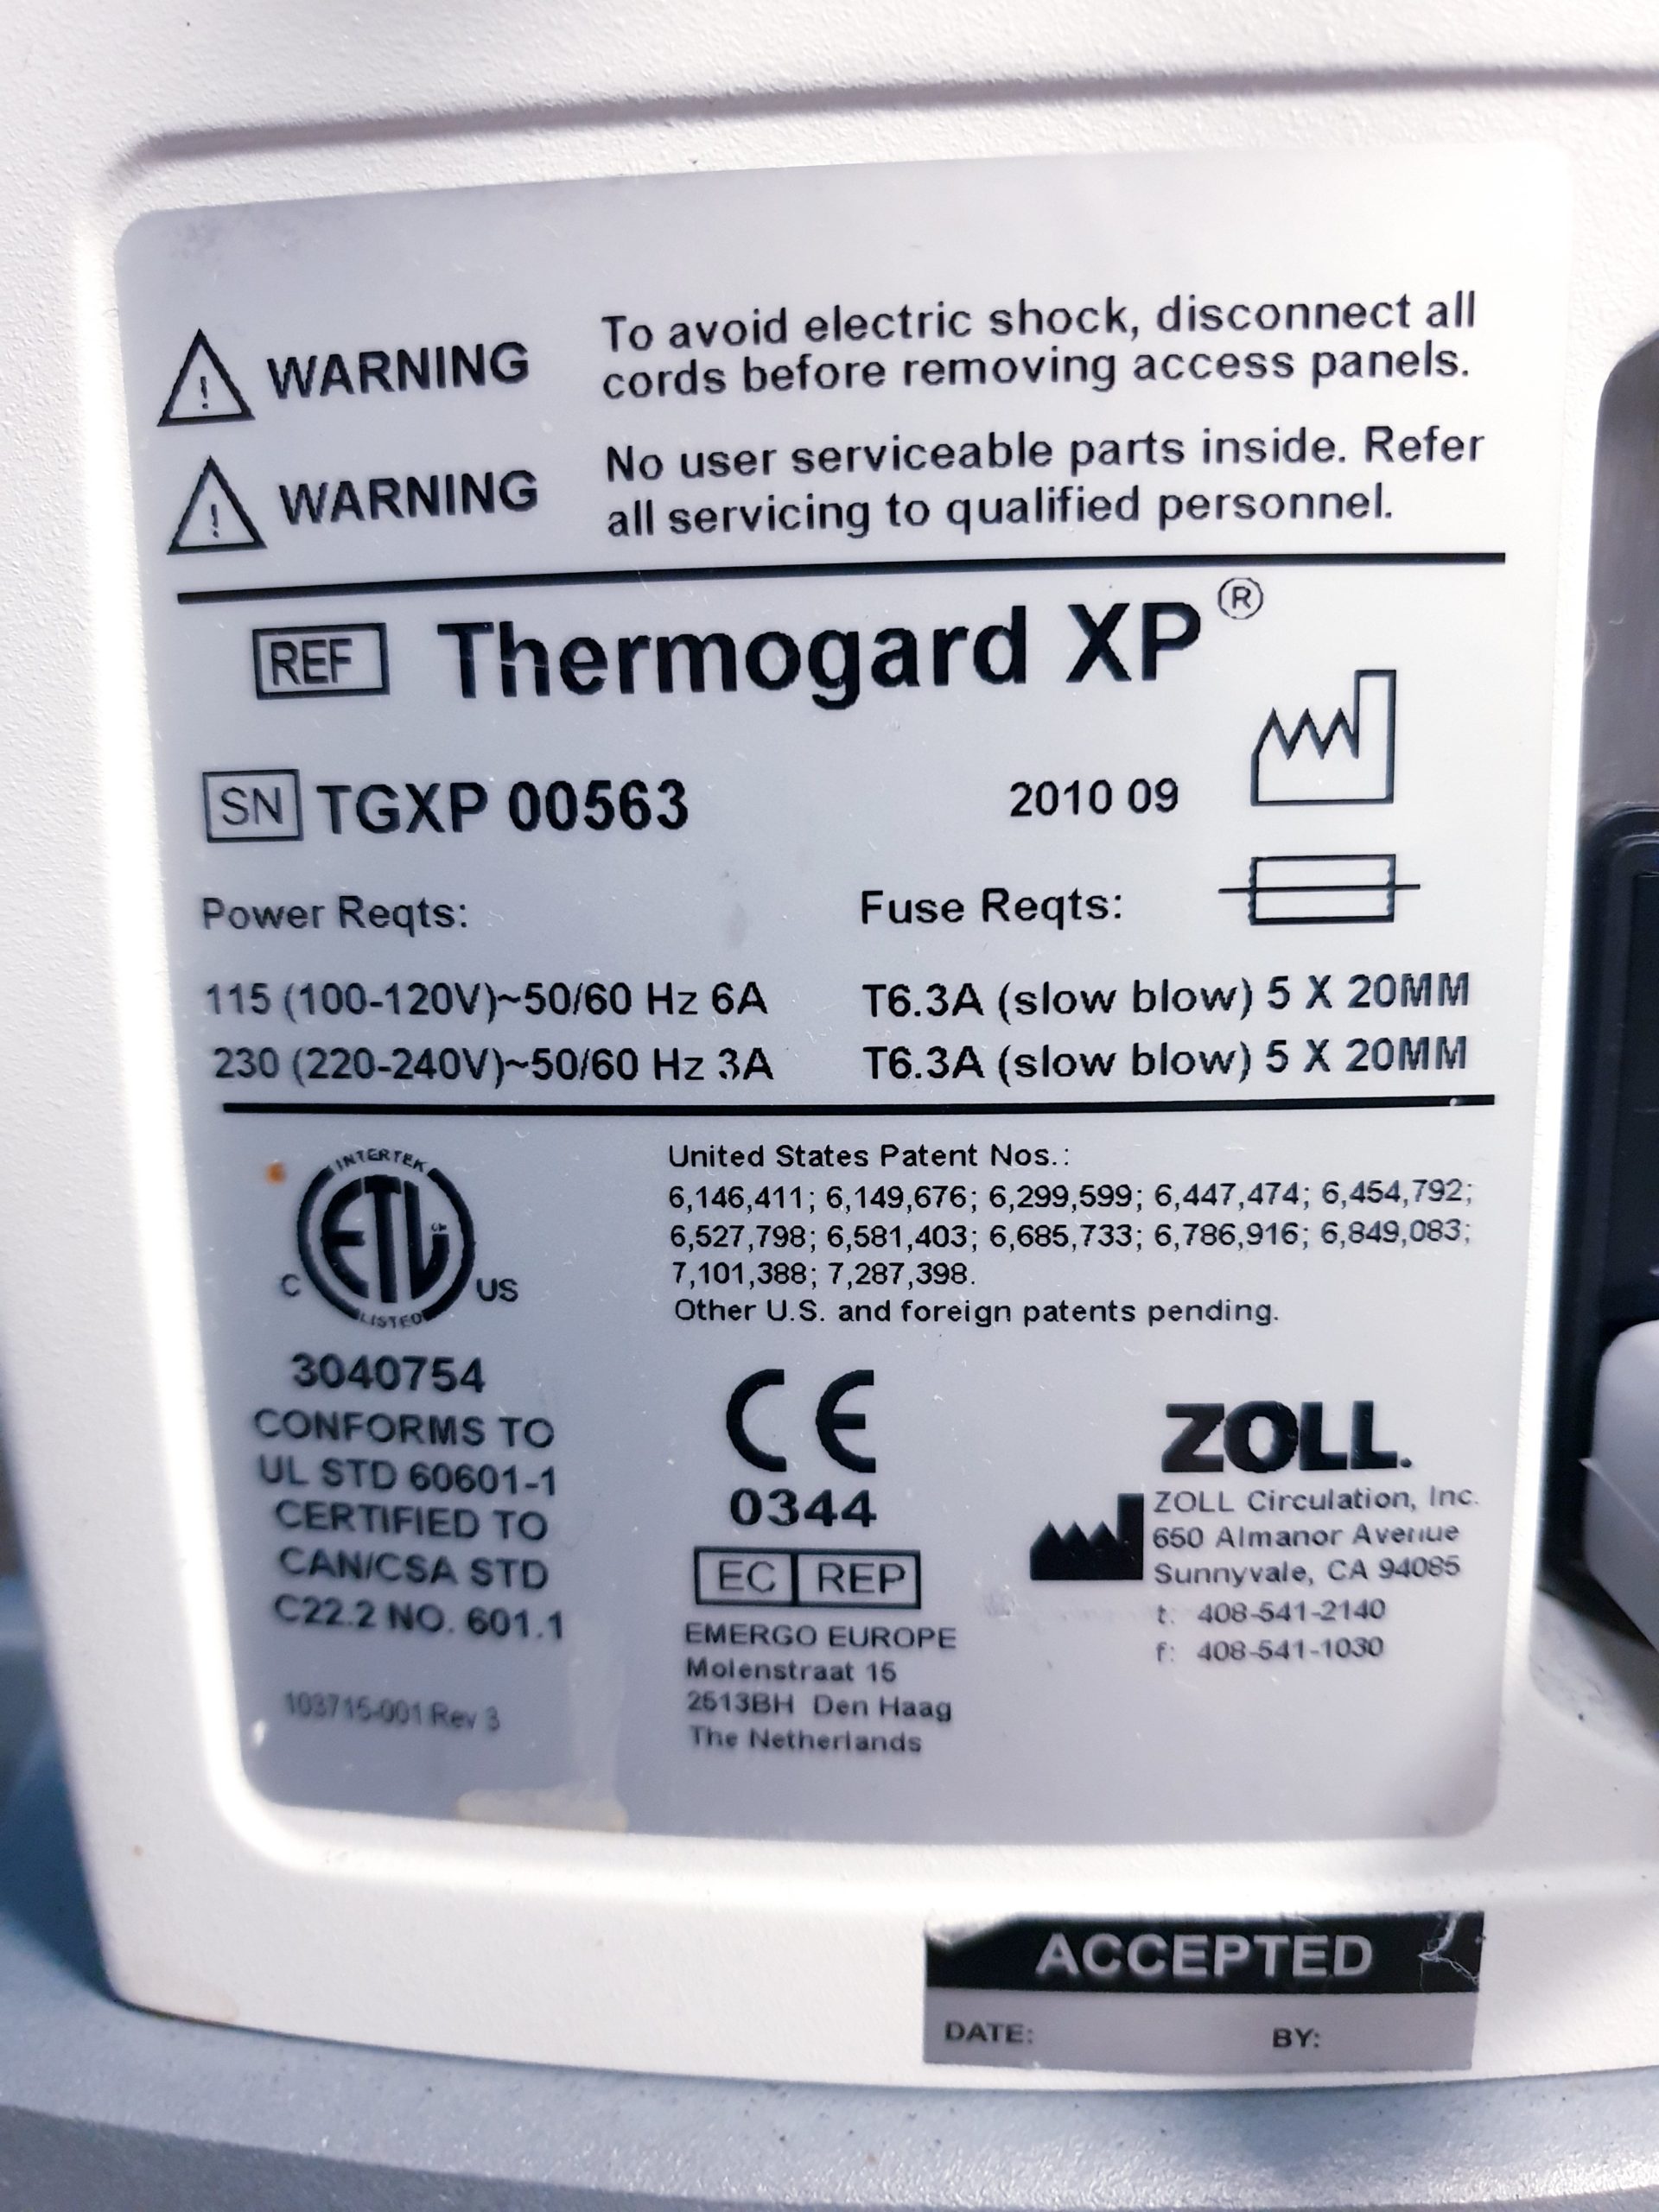 WARNING To avoid electric shock, disconnect all
cords before removing access panels.
WARNING No user serviceable parts inside. Refer
all servicing to qualified personnel.
REF Thermogard XP®
SN TGXP 00563 2010 09
Power Reqts: Fuse Reqts:
115 (100-120V)~50/60 Hz 6A T6.3A (slow blow) 5 X 20MM
230 (220-240V)~50/60 Hz 3A T6.3A (slow blow) 5 X 20MM
INTERTEK
ETL CM
C US
LISTED
3040754
CONFORMS TO
UL STD 60601-1
CERTIFIED TO
CAN/CSA STD
C22.2 NO. 601.1
103715-001 Rev 3
United States Patent Nos.:
6,146,411; 6,149,676; 6,299,599; 6,447,474; 6,454,792;
6,527,798; 6,581,403; 6,685,733; 6,786,916; 6,849,083;
7,101,388; 7,287,398.
Other U.S. and foreign patents pending.
CE
0344
EC REP
EMERGO EUROPE
Molenstraat 15
2513BH Den Haag
The Netherlands
ZOLL.
ZOLL Circulation, Inc.
650 Almanor Avenue
Sunnyvale, CA 94085
t: 408-541-2140
f: 408-541-1030
ACCEPTED
DATE: BY: